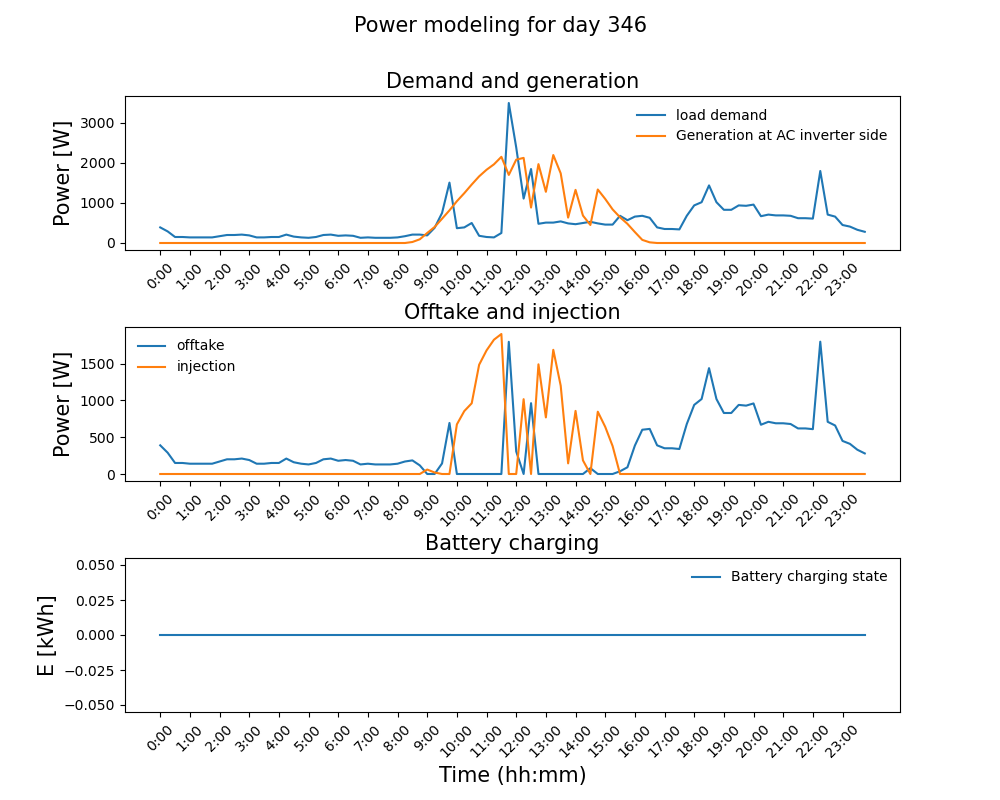 Power modeling for day 346
Demand and generation
Power [W]
3000
2000
1000
0
load demand
Generation at AC inverter side
0:00 1:00 2:00 3:00 4:00 5:00 6:00 7:00 8:00 9:00 10:00 11:00 12:00 13:00 14:00 15:00 16:00 17:00 18:00 19:00 20:00 21:00 22:00 23:00
Offtake and injection
Power [W]
1500
1000
500
0
offtake
injection
0:00 1:00 2:00 3:00 4:00 5:00 6:00 7:00 8:00 9:00 10:00 11:00 12:00 13:00 14:00 15:00 16:00 17:00 18:00 19:00 20:00 21:00 22:00 23:00
Battery charging
E [kWh]
0.050
0.025
0.000
−0.025
−0.050
Battery charging state
0:00 1:00 2:00 3:00 4:00 5:00 6:00 7:00 8:00 9:00 10:00 11:00 12:00 13:00 14:00 15:00 16:00 17:00 18:00 19:00 20:00 21:00 22:00 23:00
Time (hh:mm)